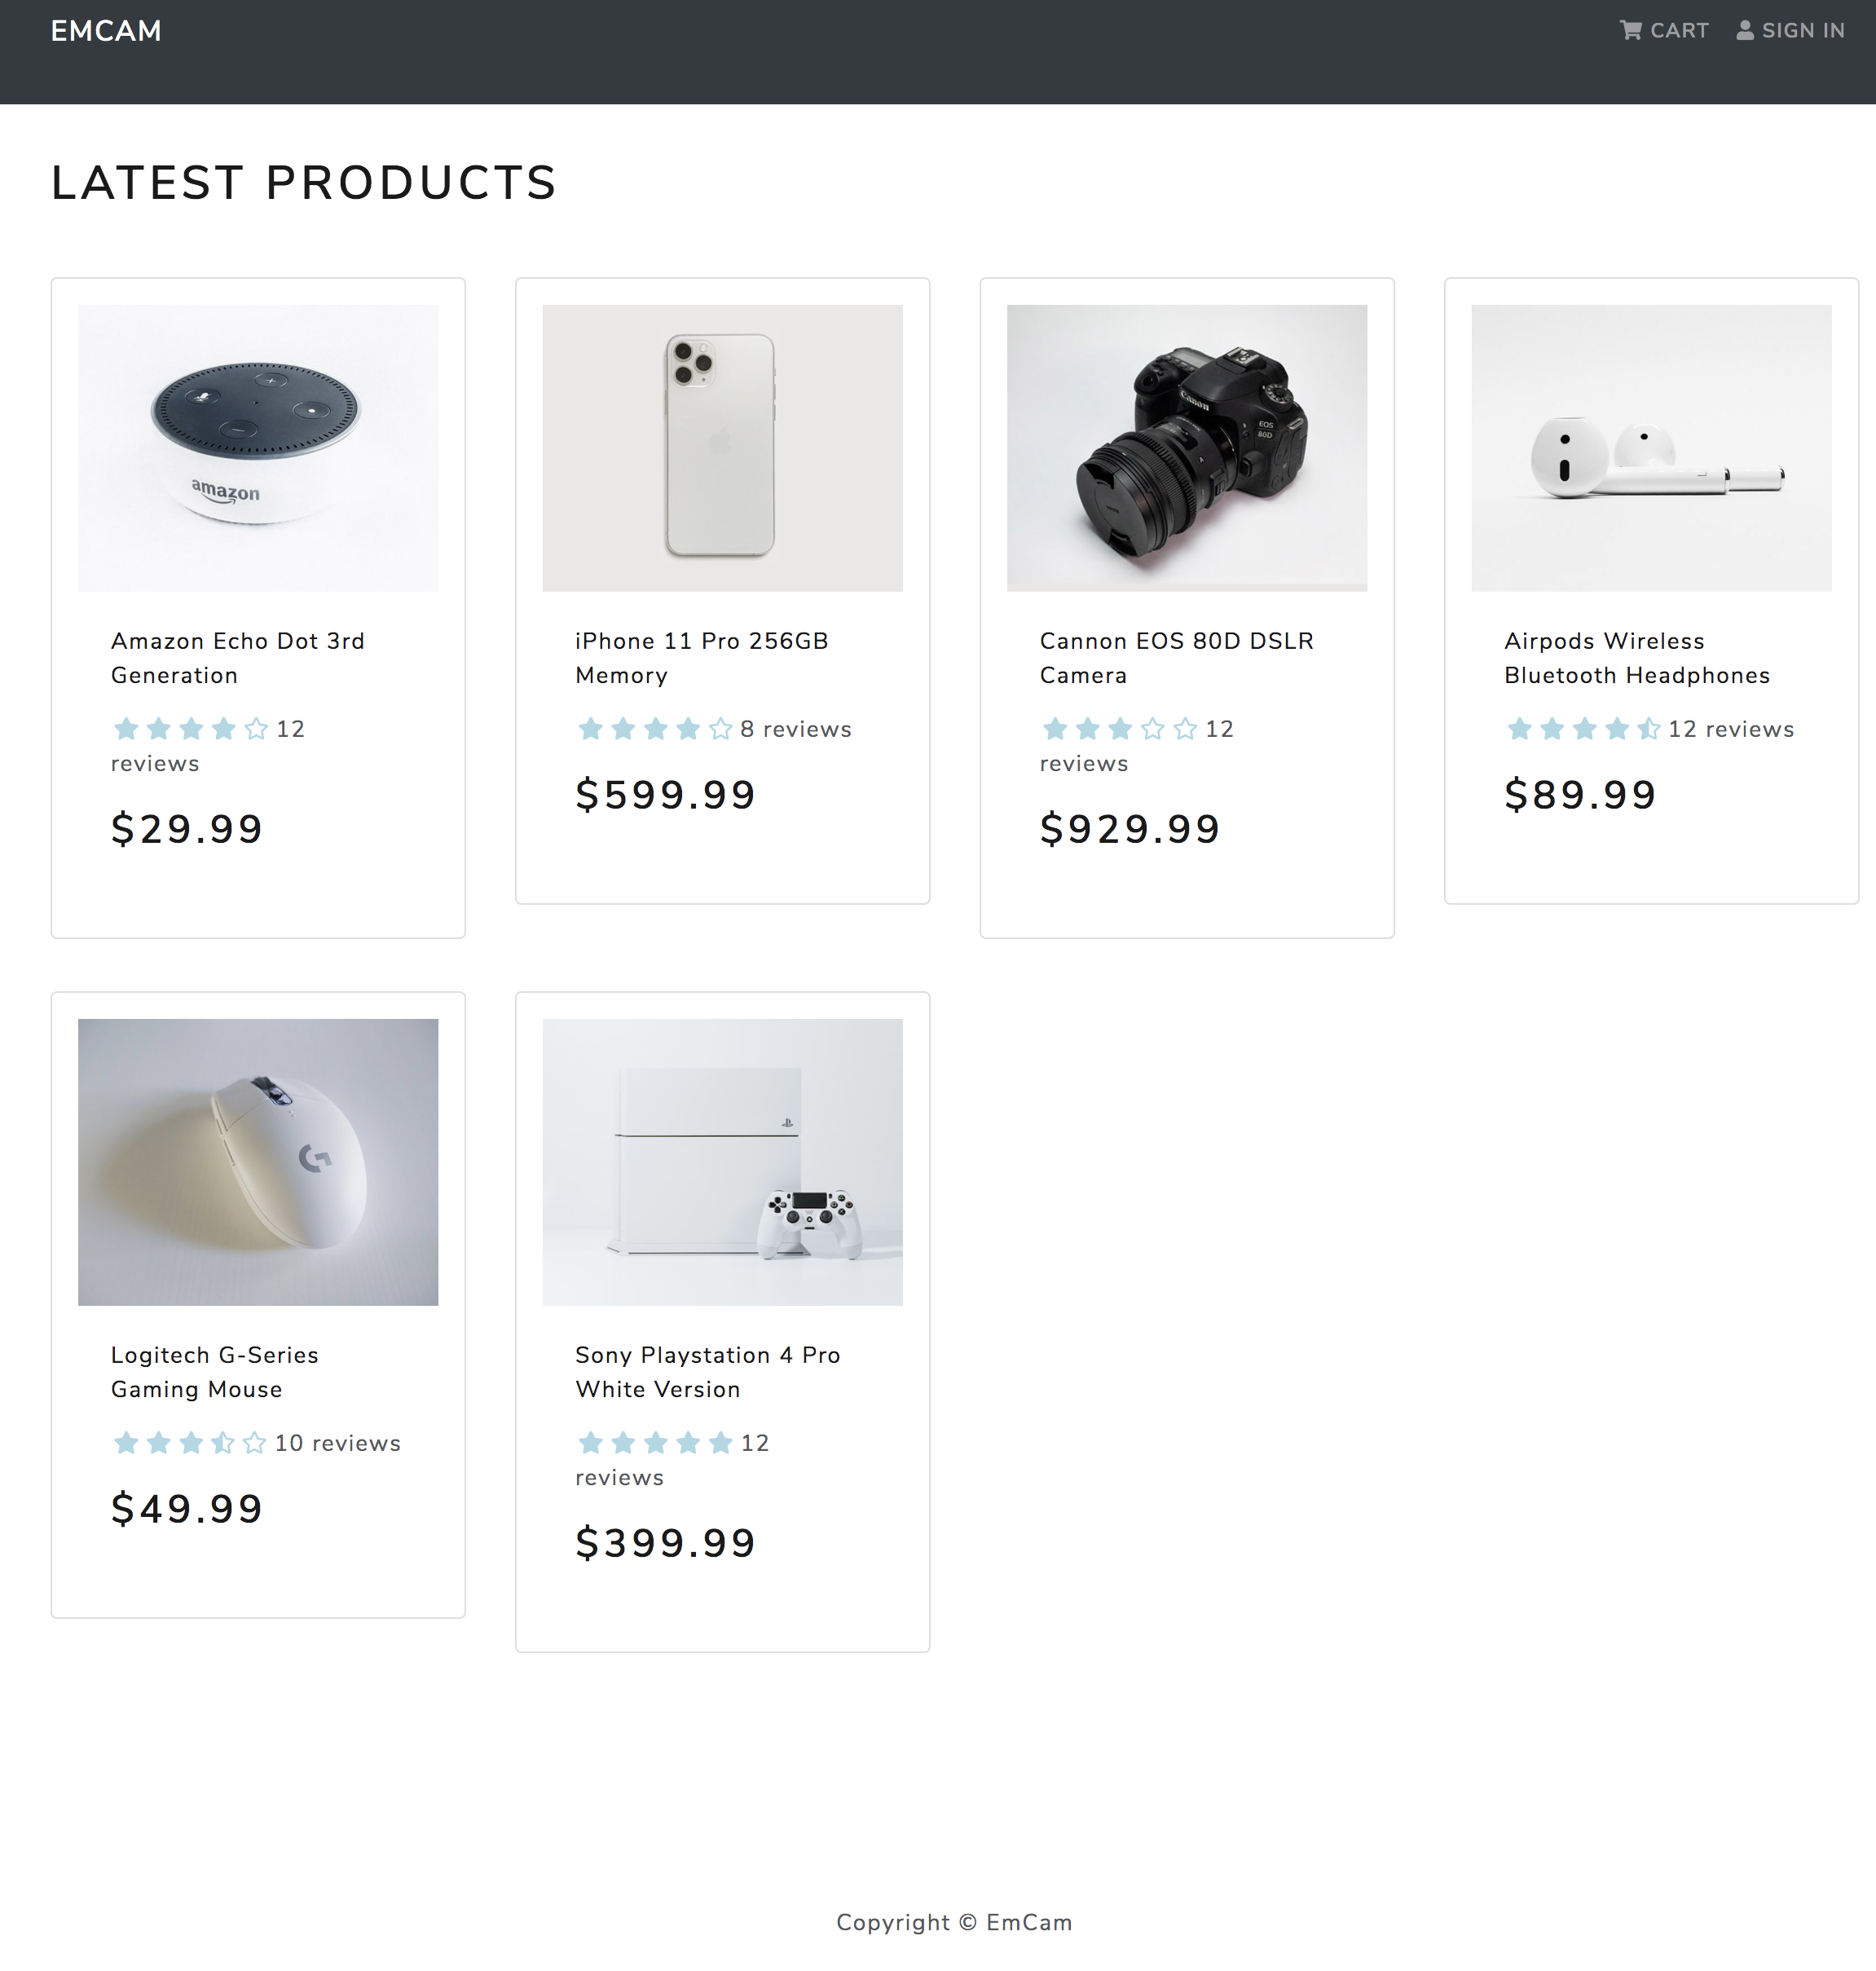 EMCAM
CART
SIGN IN
LATEST PRODUCTS
amazon
Canon
EOS
80D
Amazon Echo Dot 3rd
Generation
12
reviews
$29.99
iPhone 11 Pro 256GB
Memory
8 reviews
$599.99
Cannon EOS 80D DSLR
Camera
12
reviews
$929.99
Airpods Wireless
Bluetooth Headphones
12 reviews
$89.99
Logitech G-Series
Gaming Mouse
10 reviews
$49.99
Sony Playstation 4 Pro
White Version
12
reviews
$399.99
Copyright © EmCam